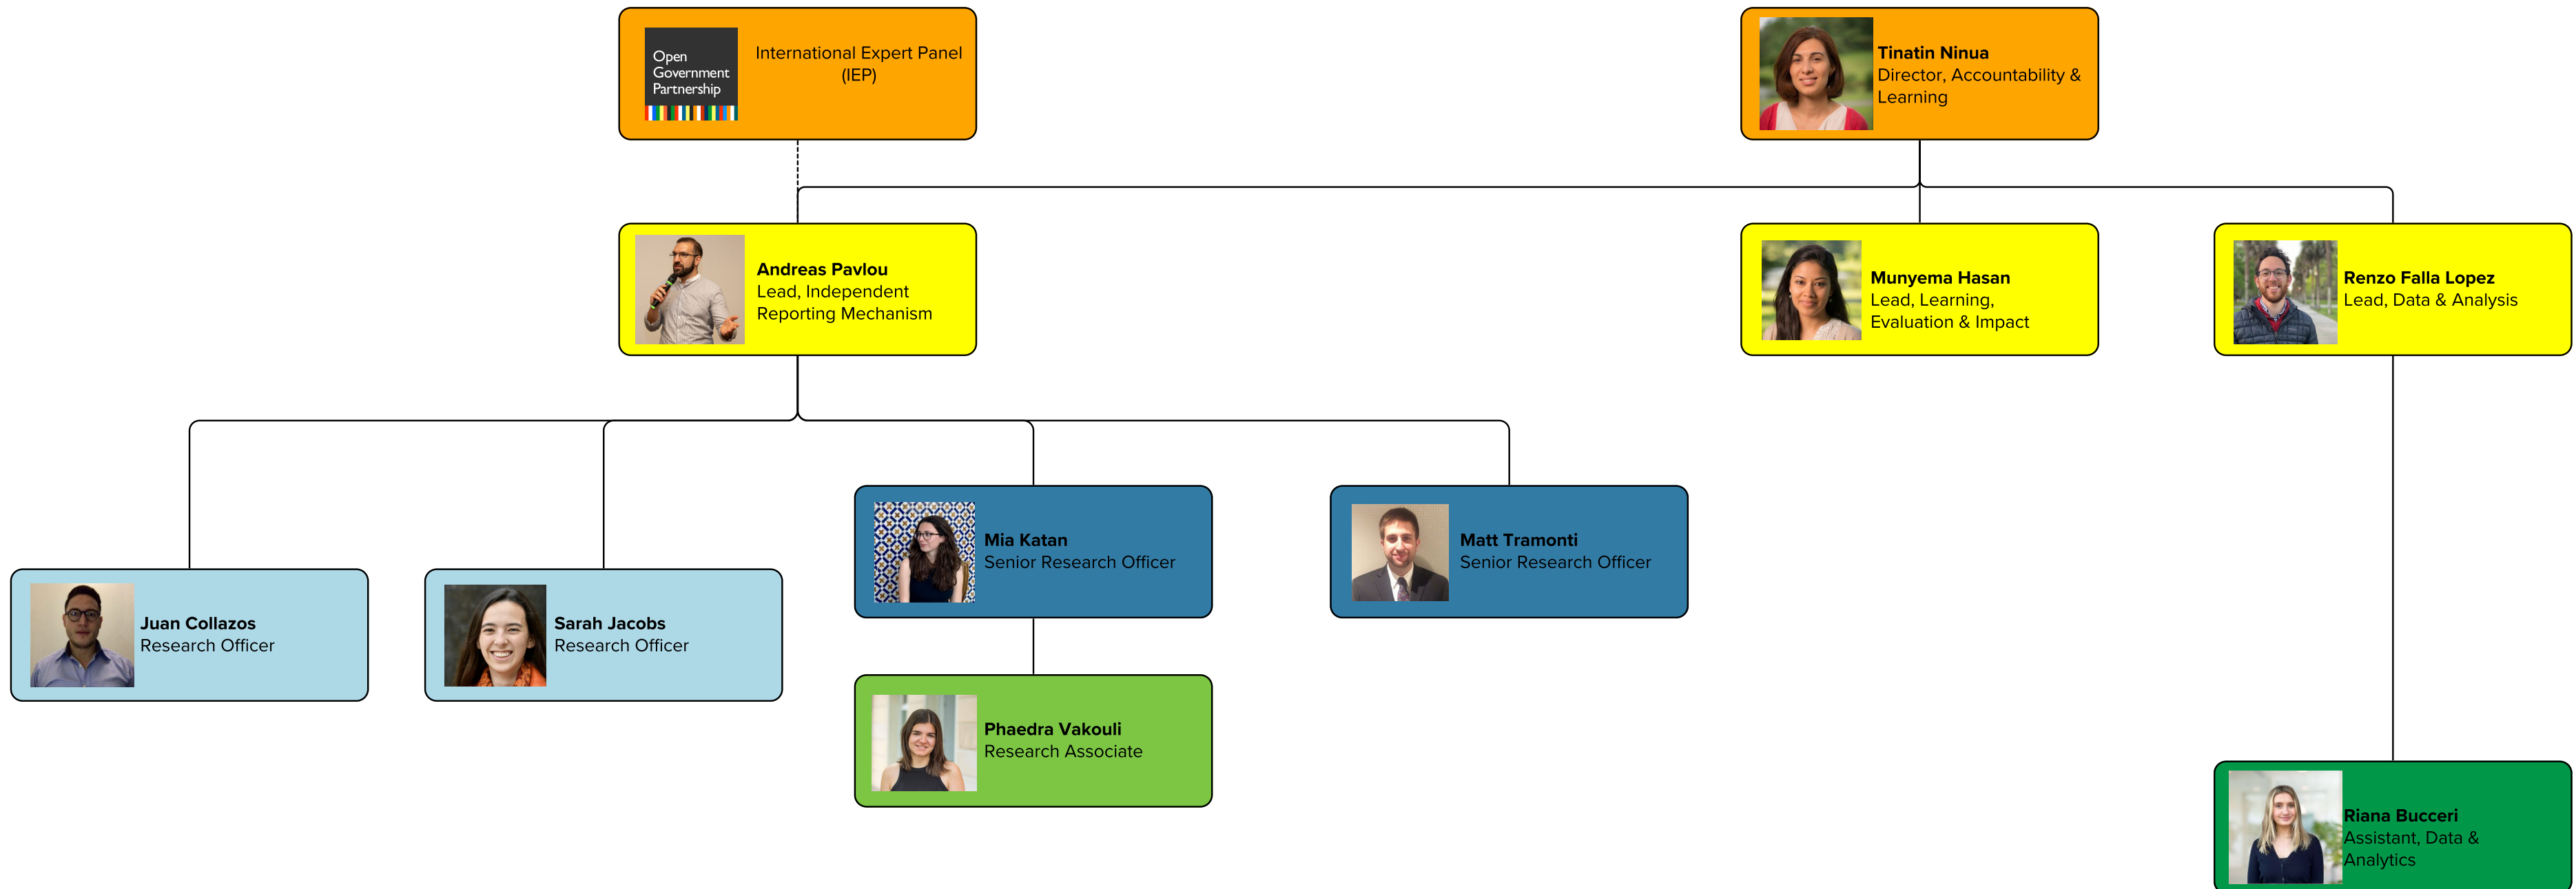 Open
Government
Partnership
International Expert Panel
(IEP)
Tinatin Ninua
Director, Accountability &
Learning
Andreas Pavlou
Lead, Independent
Reporting Mechanism
Munyema Hasan
Lead, Learning,
Evaluation & Impact
Renzo Falla Lopez
Lead, Data & Analysis
Juan Collazos
Research Officer
Sarah Jacobs
Research Officer
Mia Katan
Senior Research Officer
Matt Tramonti
Senior Research Officer
Phaedra Vakouli
Research Associate
Riana Bucceri
Assistant, Data &
Analytics